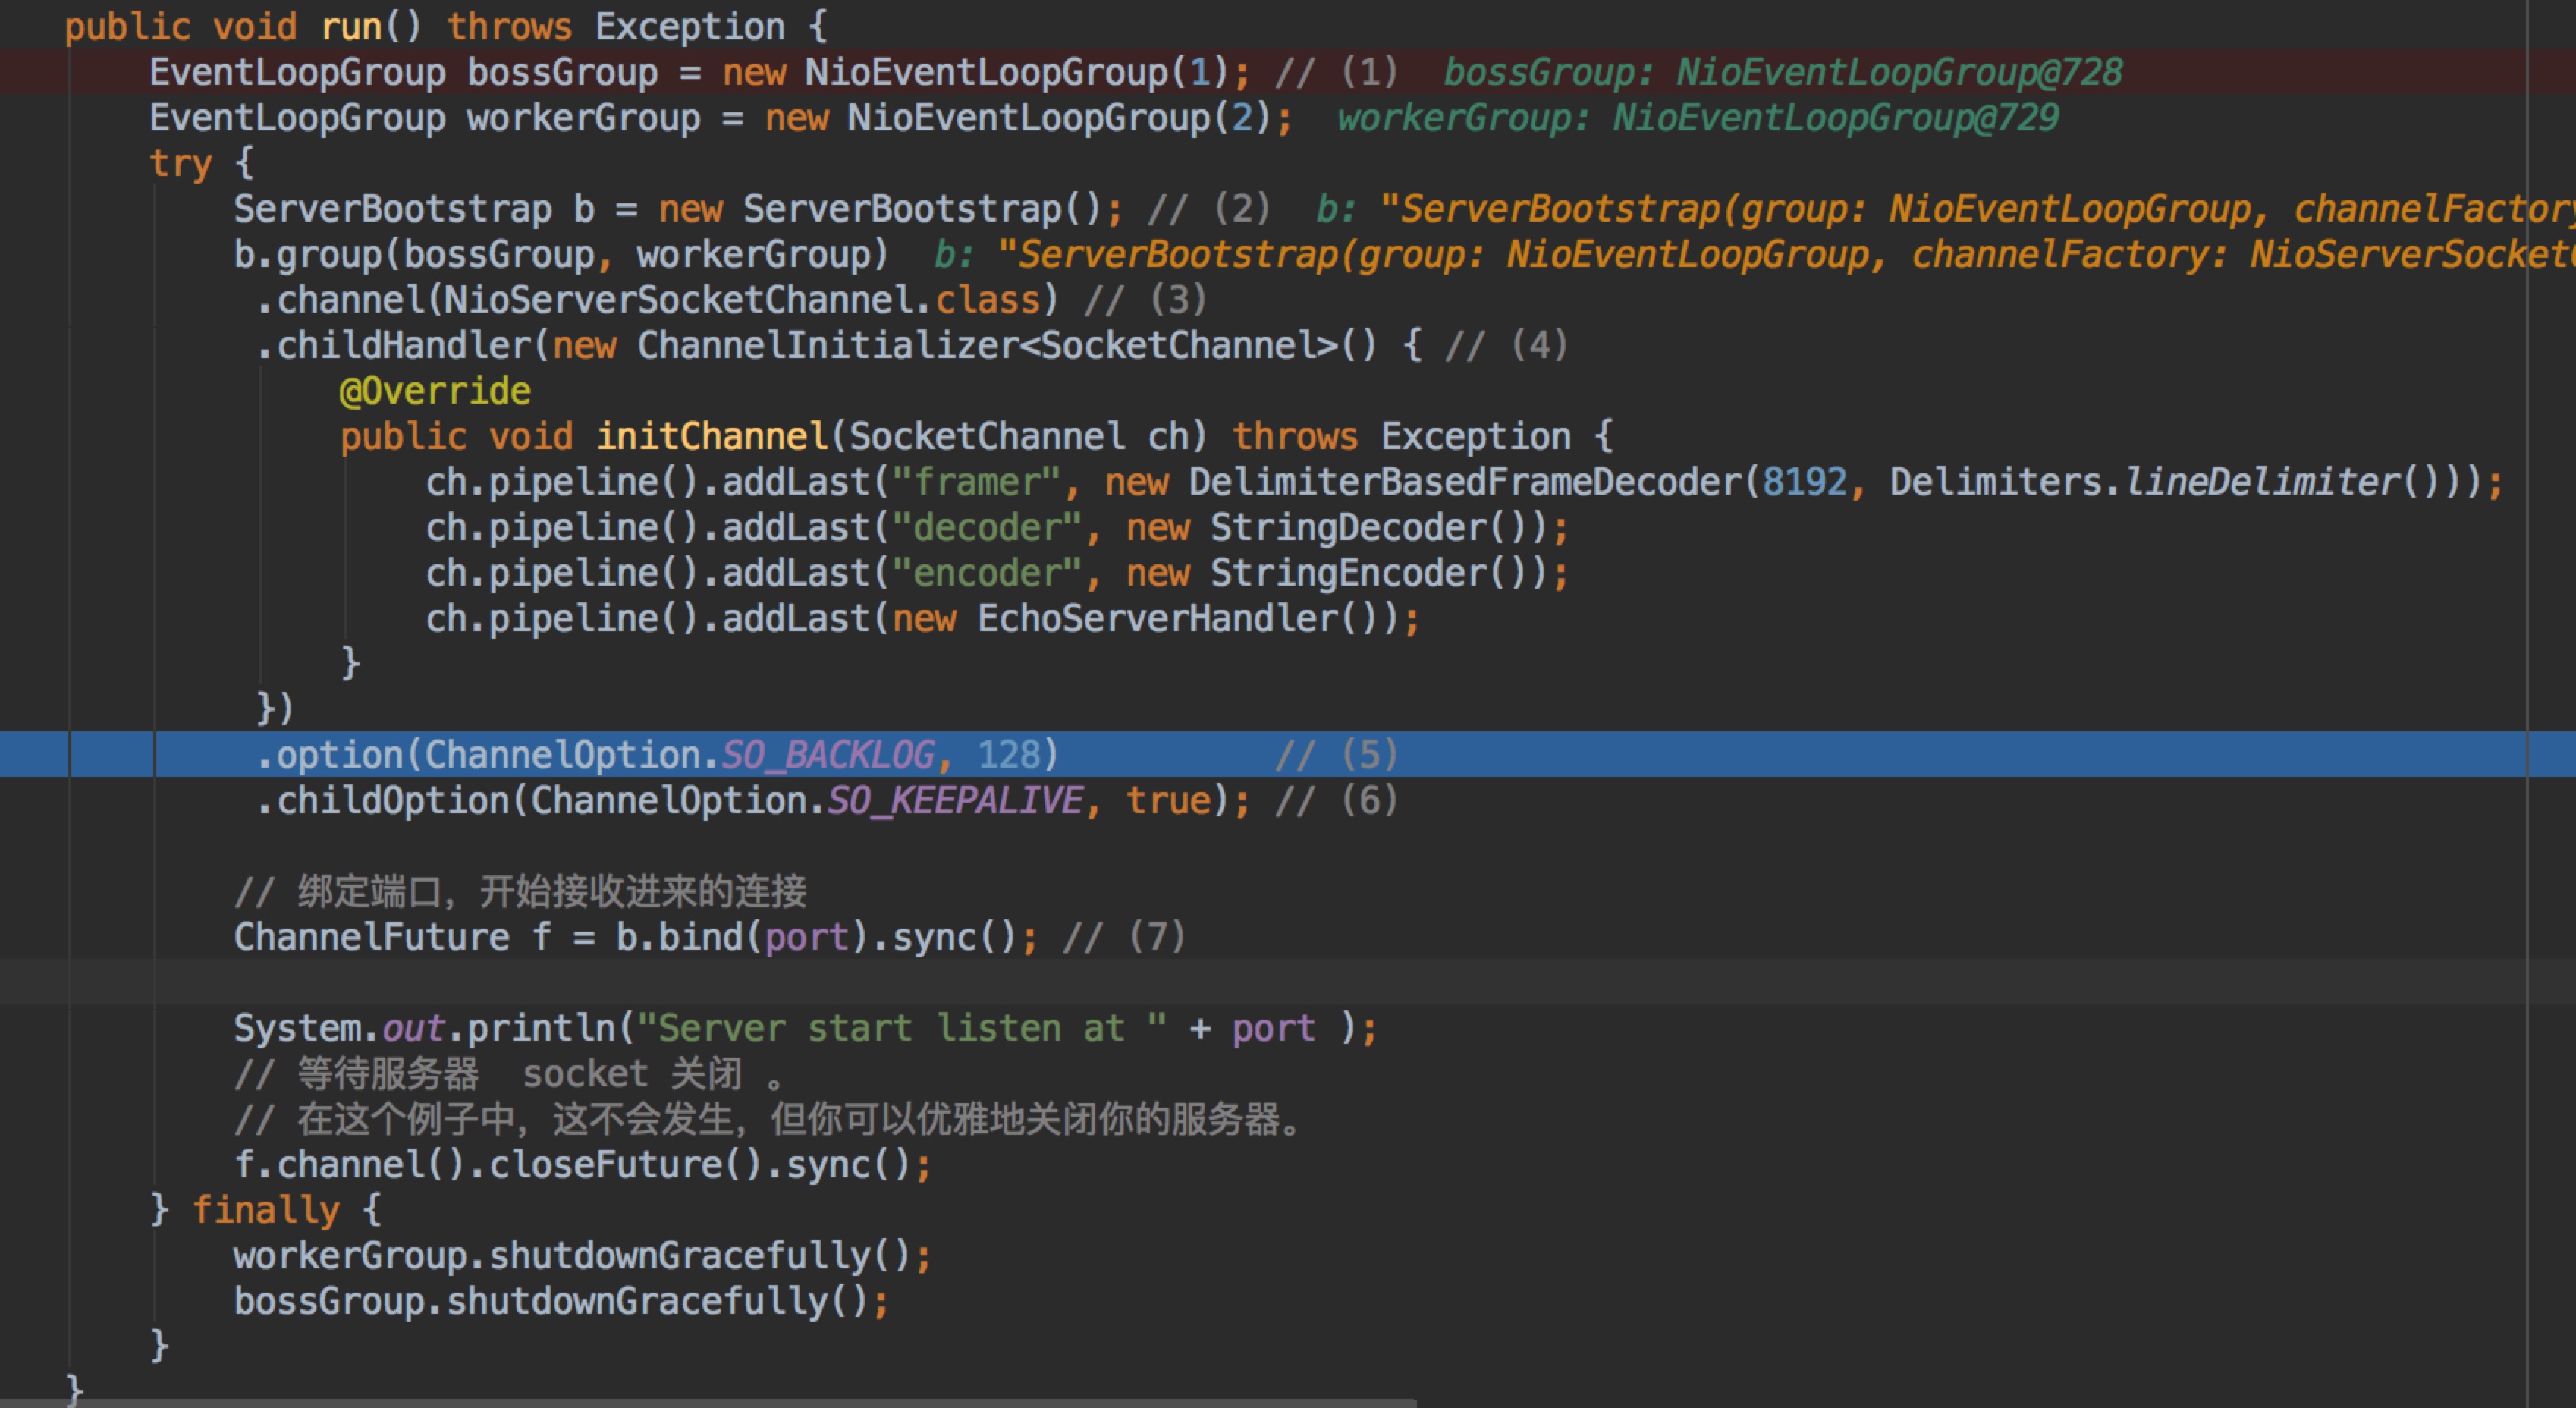 public void run() throws Exception {
EventLoopGroup bossGroup = new NioEventLoopGroup(1); // (1)  bossGroup: NioEventLoopGroup@728
EventLoopGroup workerGroup = new NioEventLoopGroup(2);  workerGroup: NioEventLoopGroup@729
try {
ServerBootstrap b = new ServerBootstrap(); // (2)  b: "ServerBootstrap(group: NioEventLoopGroup, channelFactory
b.group(bossGroup, workerGroup)  b: "ServerBootstrap(group: NioEventLoopGroup, channelFactory: NioServerSocket
.channel(NioServerSocketChannel.class) // (3)
.childHandler(new ChannelInitializer<SocketChannel>() { // (4)
@Override
public void initChannel(SocketChannel ch) throws Exception {
ch.pipeline().addLast("framer", new DelimiterBasedFrameDecoder(8192, Delimiters.lineDelimiter()));
ch.pipeline().addLast("decoder", new StringDecoder());
ch.pipeline().addLast("encoder", new StringEncoder());
ch.pipeline().addLast(new EchoServerHandler());
}
})
.option(ChannelOption.SO_BACKLOG, 128)          // (5)
.childOption(ChannelOption.SO_KEEPALIVE, true); // (6)
// 绑定端口，开始接收进来的连接
ChannelFuture f = b.bind(port).sync(); // (7)
System.out.println("Server start listen at " + port );
// 等待服务器  socket 关闭 。
// 在这个例子中，这不会发生，但你可以优雅地关闭你的服务器。
f.channel().closeFuture().sync();
} finally {
workerGroup.shutdownGracefully();
bossGroup.shutdownGracefully();
}
}